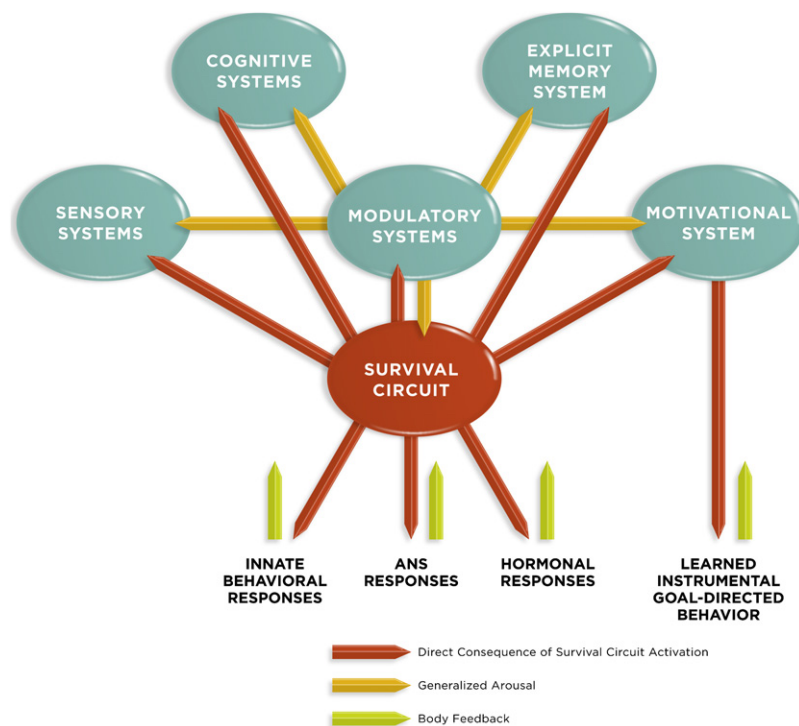 COGNITIVE
SYSTEMS
EXPLICIT
MEMORY
SYSTEM
SENSORY
SYSTEMS
MODULATORY
SYSTEMS
MOTIVATIONAL
SYSTEM
SURVIVAL
CIRCUIT
INNATE
BEHAVIORAL
RESPONSES
ANS
RESPONSES
HORMONAL
RESPONSES
LEARNED
INSTRUMENTAL
GOAL-DIRECTED
BEHAVIOR
Direct Consequence of Survival Circuit Activation
Generalized Arousal
Body Feedback